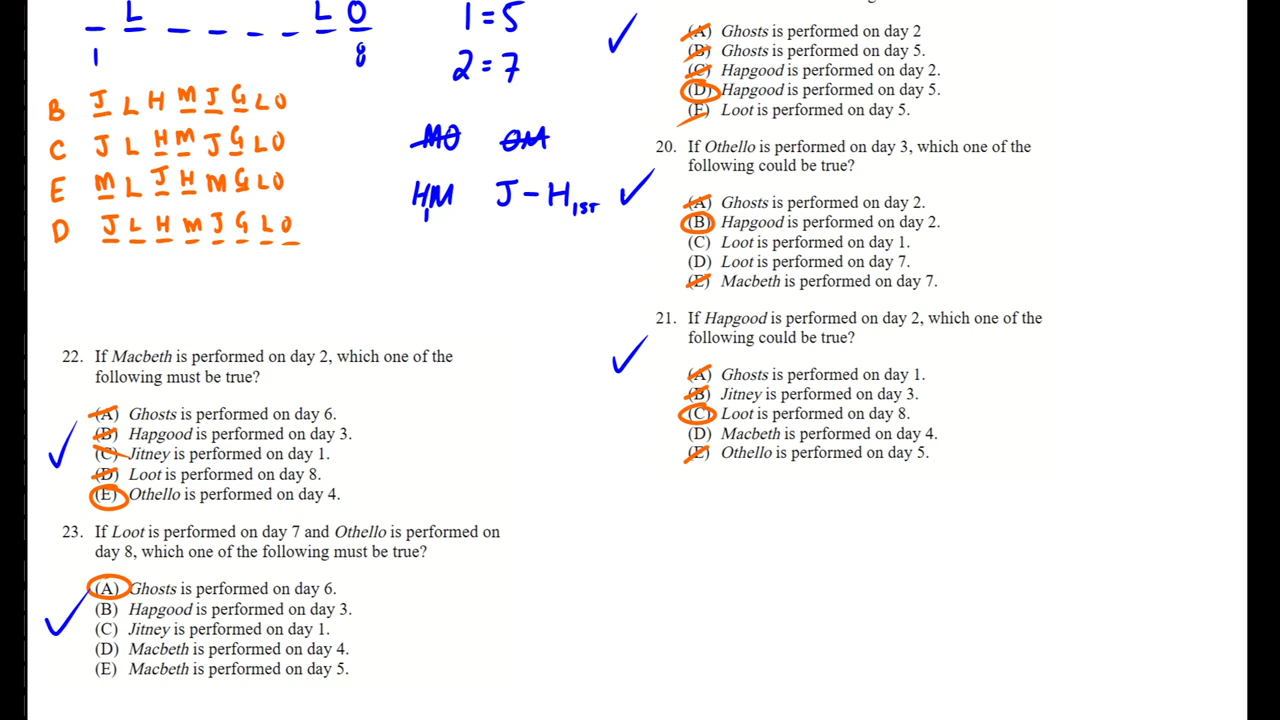 L L O
1 8
1 = 5
2 = 7
B J L H M J G L O
C J L H M J G L O
E M L J H M G L O
D J L H M J G L O
MO OM
HM J - H 1ST
1
22. If Macbeth is performed on day 2, which one of the
following must be true?
(A) Ghosts is performed on day 6.
(B) Hapgood is performed on day 3.
(C) Jitney is performed on day 1.
(D) Loot is performed on day 8.
(E) Othello is performed on day 4.
23. If Loot is performed on day 7 and Othello is performed on
day 8, which one of the following must be true?
(A) Ghosts is performed on day 6.
(B) Hapgood is performed on day 3.
(C) Jitney is performed on day 1.
(D) Macbeth is performed on day 4.
(E) Macbeth is performed on day 5.
(A) Ghosts is performed on day 2
(B) Ghosts is performed on day 5.
(C) Hapgood is performed on day 2.
(D) Hapgood is performed on day 5.
(E) Loot is performed on day 5.
20. If Othello is performed on day 3, which one of the
following could be true?
(A) Ghosts is performed on day 2.
(B) Hapgood is performed on day 2.
(C) Loot is performed on day 1.
(D) Loot is performed on day 7.
(E) Macbeth is performed on day 7.
21. If Hapgood is performed on day 2, which one of the
following could be true?
(A) Ghosts is performed on day 1.
(B) Jitney is performed on day 3.
(C) Loot is performed on day 8.
(D) Macbeth is performed on day 4.
(E) Othello is performed on day 5.